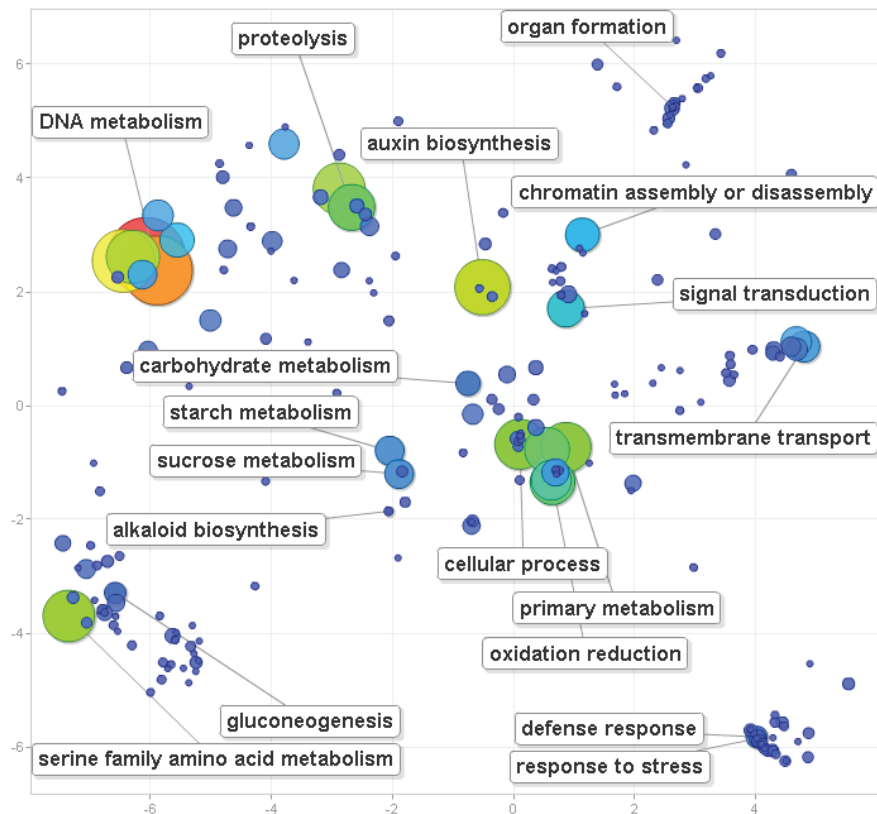 organ formation
proteolysis
6
DNA metabolism
auxin biosynthesis
4
chromatin assembly or disassembly
signal transduction
2
carbohydrate metabolism
0
starch metabolism
transmembrane transport
sucrose metabolism
alkaloid biosynthesis
-2
cellular process
primary metabolism
-4
oxidation reduction
gluconeogenesis
defense response
-6
serine family amino acid metabolism
response to stress
-6 -4 -2 0 2 4